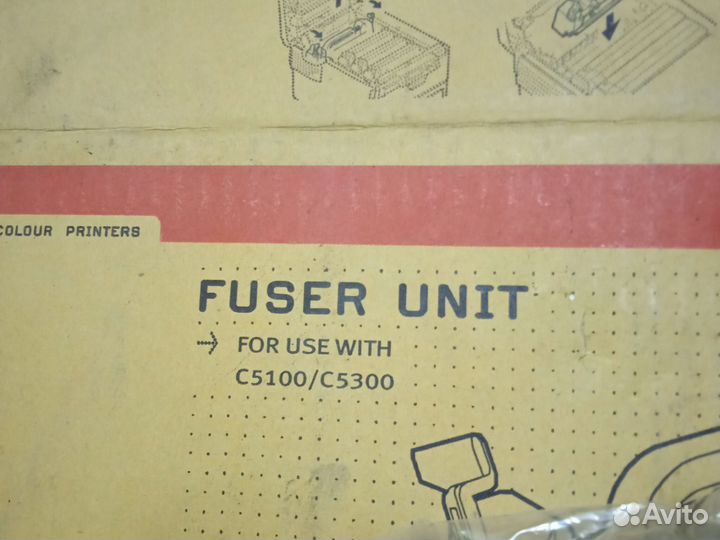 COLOUR PRINTERS
FUSER UNIT
FOR USE WITH
C5100/C5300
Avito